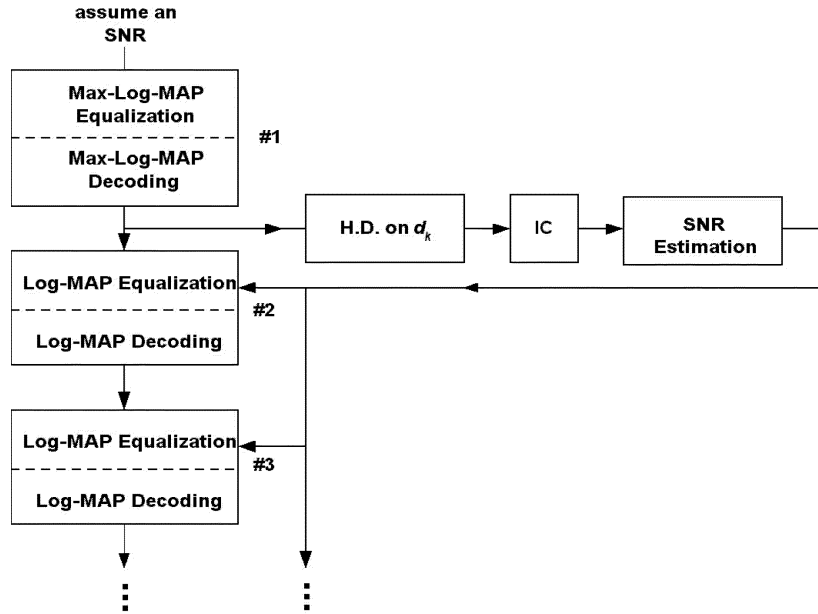 assume an
SNR
Max-Log-MAP
Equalization
#1
Max-Log-MAP
Decoding
H.D. on dk
IC
SNR
Estimation
Log-MAP Equalization
#2
Log-MAP Decoding
Log-MAP Equalization
#3
Log-MAP Decoding